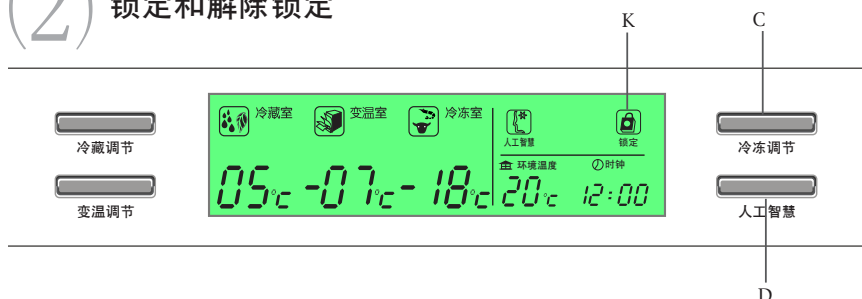 (2) 锁定和解除锁定
K C
冷藏调节
变温调节
冷藏室 变温室 冷冻室
05℃ -07℃ -18℃
人工智慧 锁定
环境温度 时钟
20℃ 12:00
冷冻调节
人工智慧
D